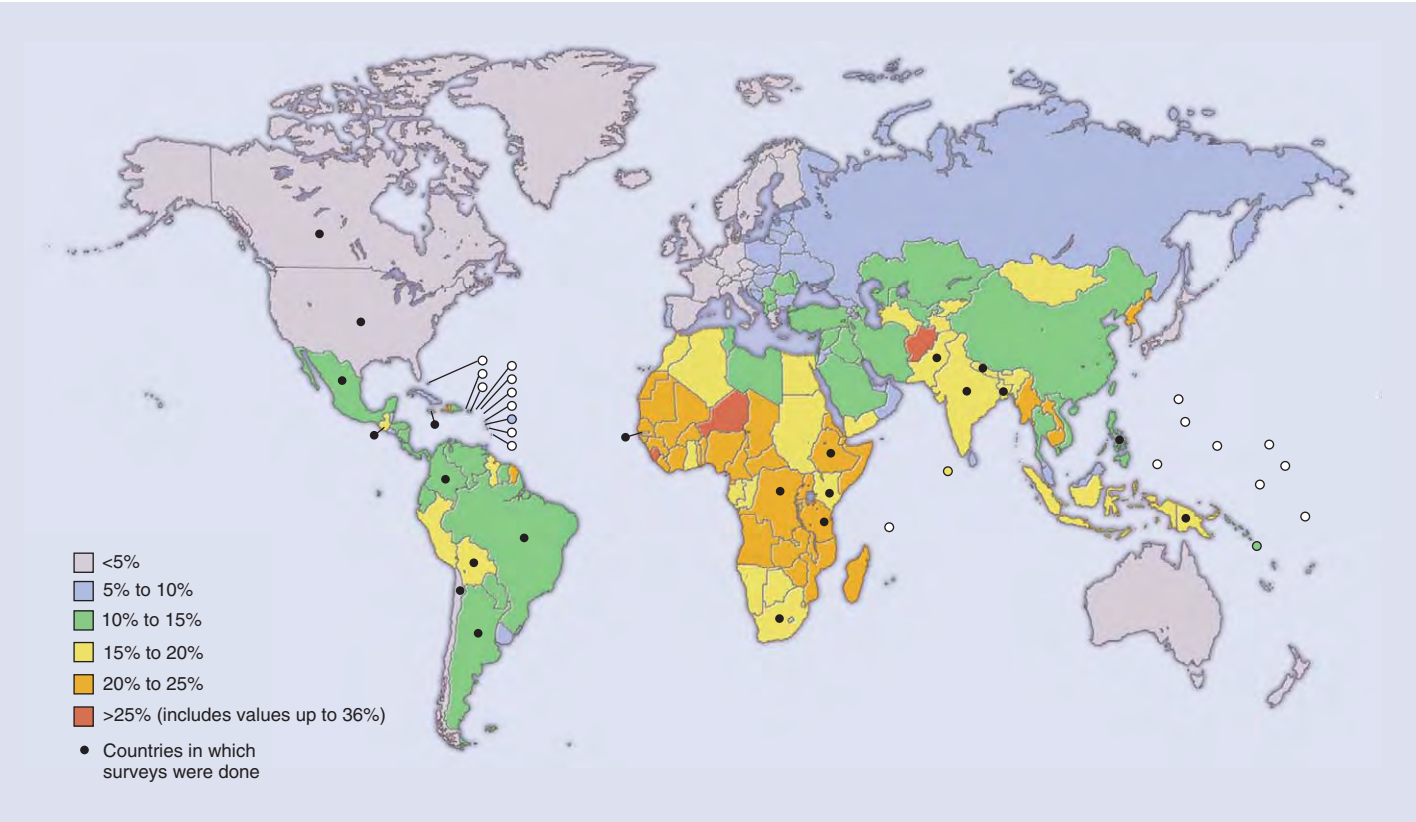 <5%
5% to 10%
10% to 15%
15% to 20%
20% to 25%
>25% (includes values up to 36%)
Countries in which
surveys were done